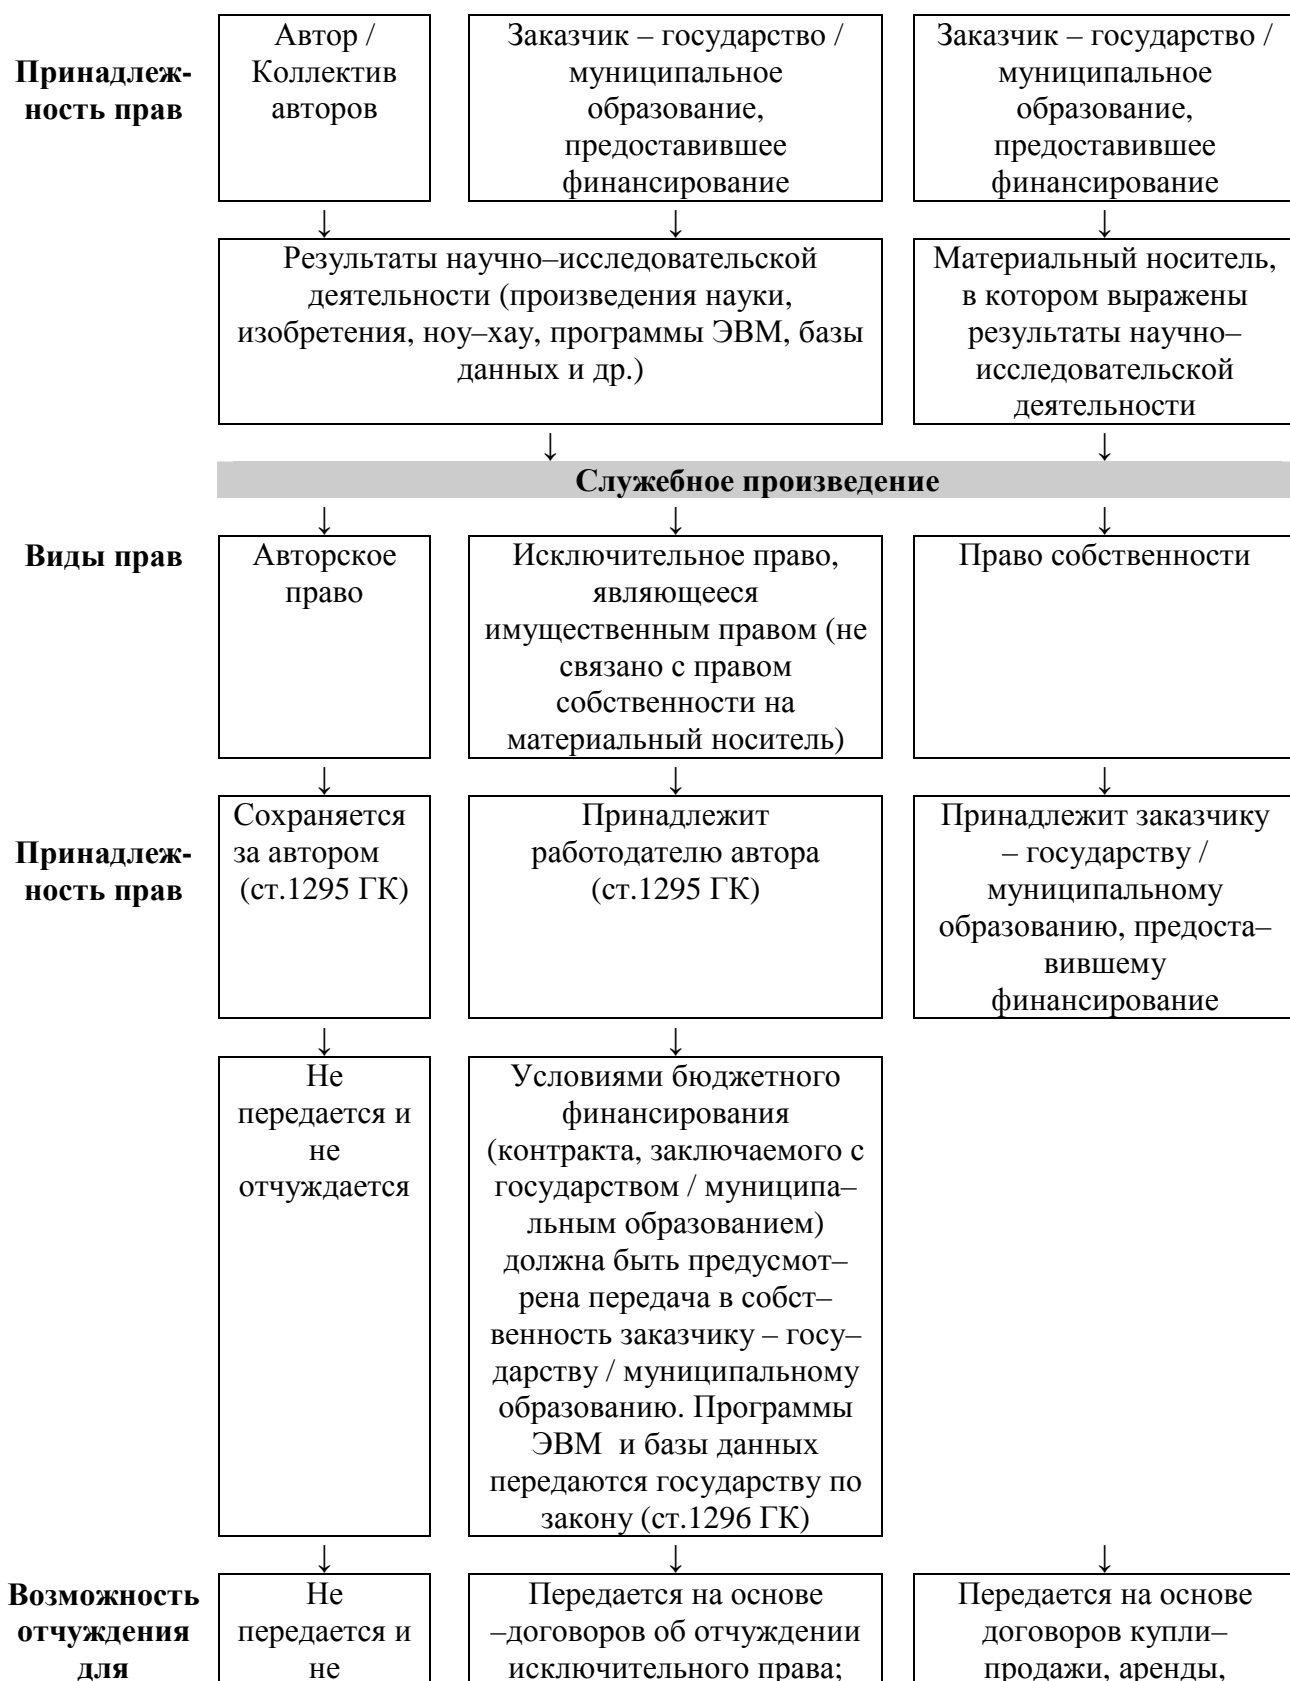 Принадлеж-
ность прав
Автор /
Коллектив
авторов
Заказчик – государство /
муниципальное
образование,
предоставившее
финансирование
Заказчик – государство /
муниципальное
образование,
предоставившее
финансирование
↓
↓
↓
Результаты научно–исследовательской
деятельности (произведения науки,
изобретения, ноу–хау, программы ЭВМ, базы
данных и др.)
Материальный носитель,
в котором выражены
результаты научно–
исследовательской
деятельности
↓
↓
Служебное произведение
↓
↓
↓
Виды прав
Авторское
право
Исключительное право,
являющееся
имущественным правом (не
связано с правом
собственности на
материальный носитель)
Право собственности
↓
↓
↓
Принадлеж-
ность прав
Сохраняется
за автором
(ст.1295 ГК)
Принадлежит
работодателю автора
(ст.1295 ГК)
Принадлежит заказчику
– государству /
муниципальному
образованию, предоста–
вившему
финансирование
↓
↓
Не
передается и
не
отчуждается
Условиями бюджетного
финансирования
(контракта, заключаемого с
государством / муниципа–
льным образованием)
должна быть предусмот–
рена передача в собст–
венность заказчику – госу–
дарству / муниципальному
образованию. Программы
ЭВМ и базы данных
передаются государству по
закону (ст.1296 ГК)
↓
↓
↓
Возможность
отчуждения
для
Не
передается и
не
Передается на основе
–договоров об отчуждении
исключительного права;
Передается на основе
договоров купли–
продажи, аренды,